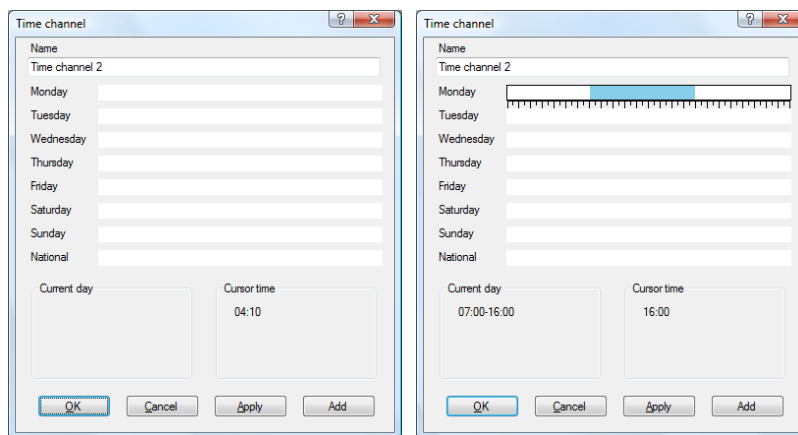 Time channel
Name
Time channel 2
Monday
Tuesday
Wednesday
Thursday
Friday
Saturday
Sunday
National
Current day
Cursor time
04:10
OK
Cancel
Apply
Add
Time channel
Name
Time channel 2
Monday
Tuesday
Wednesday
Thursday
Friday
Saturday
Sunday
National
Current day
Cursor time
07:00-16:00
16:00
OK
Cancel
Apply
Add